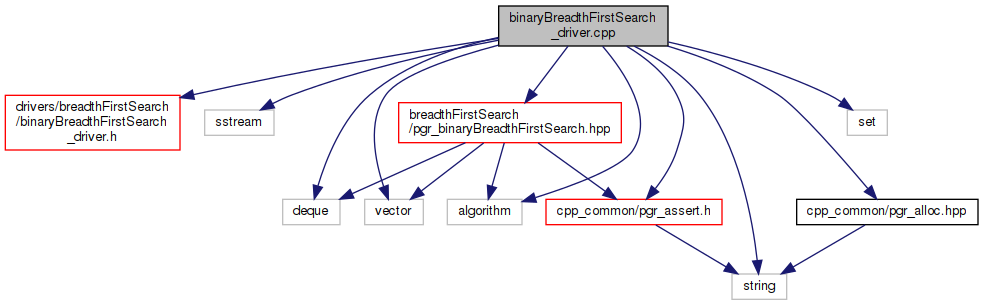 binaryBreadthFirstSearch
_driver.cpp
drivers/breadthFirstSearch
/binaryBreadthFirstSearch
_driver.h
sstream
breadthFirstSearch
/pgr_binaryBreadthFirstSearch.hpp
set
deque
vector
algorithm
cpp_common/pgr_assert.h
cpp_common/pgr_alloc.hpp
string